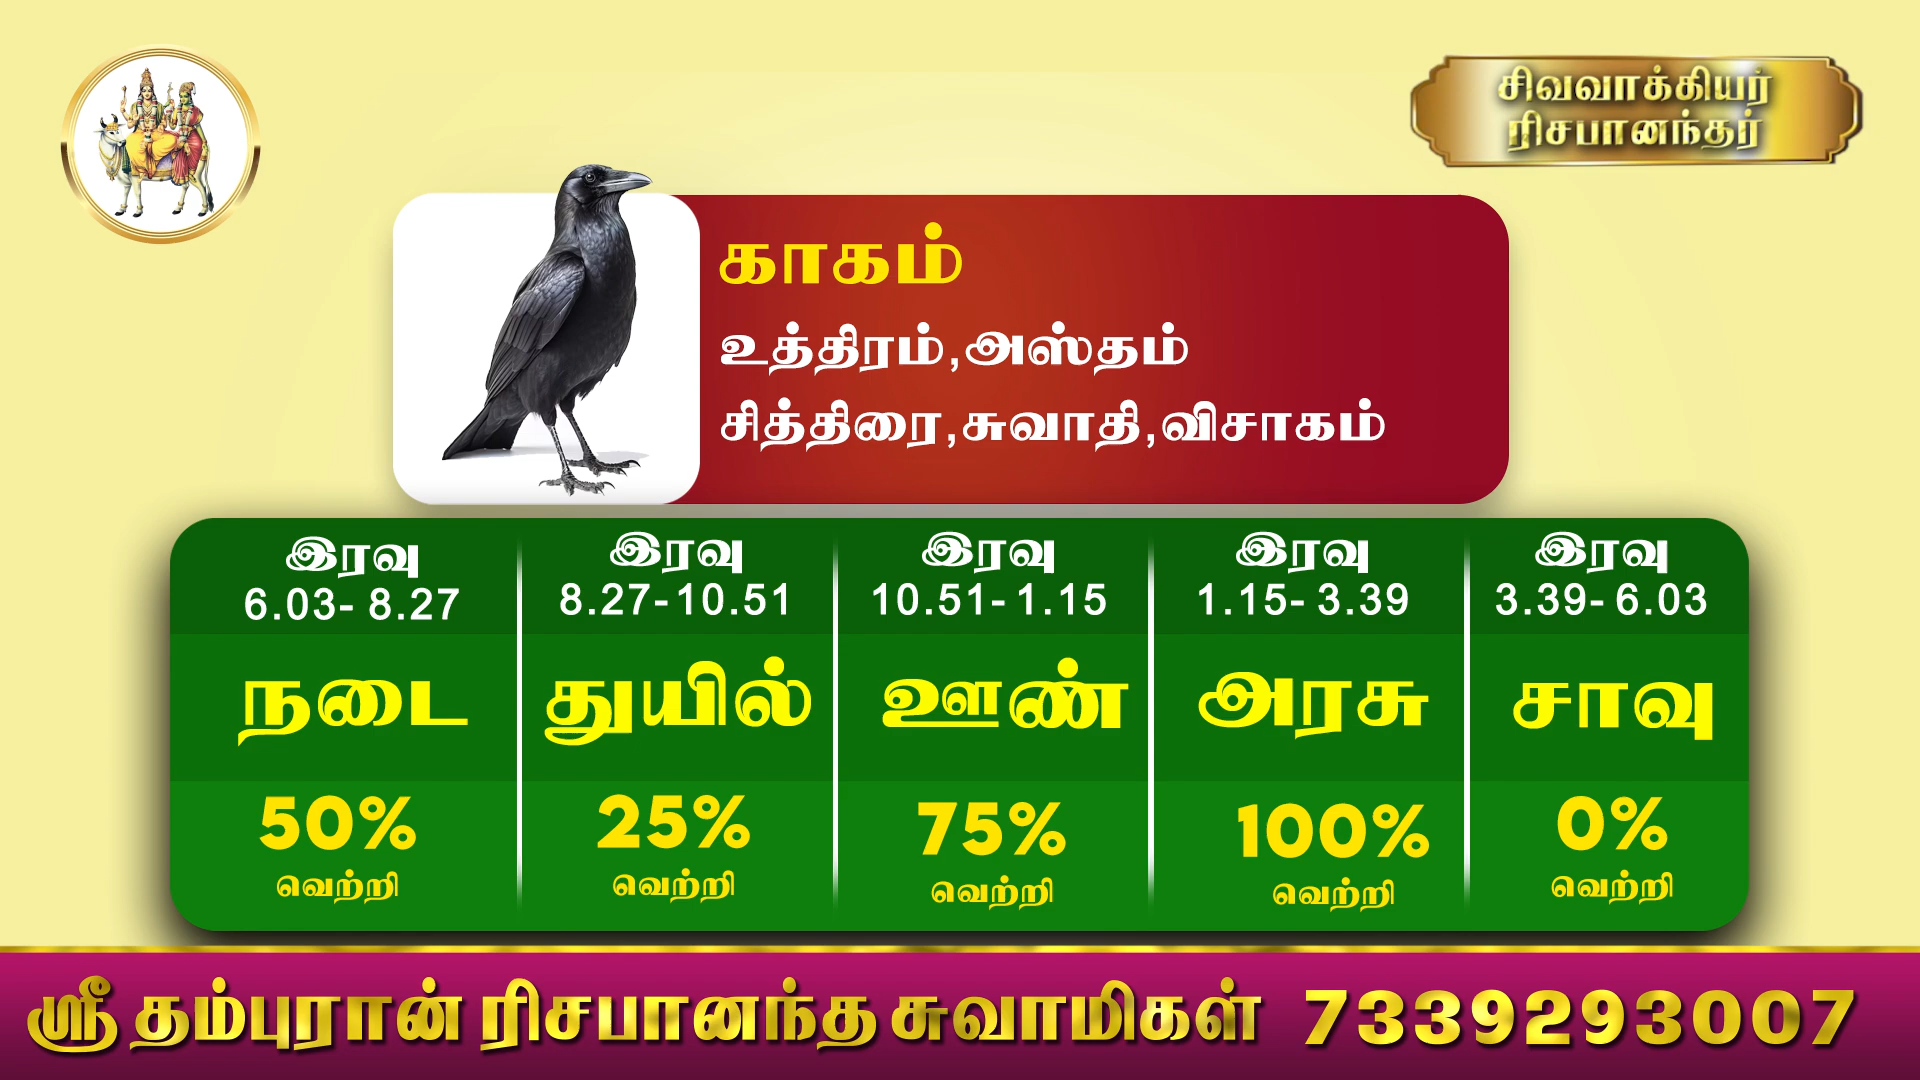 சிவவாக்கியர்
ரிசபானந்தர்
காகம்
உத்திரம்,அஸ்தம்
சித்திரை,சுவாதி,விசாகம்
இரவு இரவு இரவு இரவு இரவு
6.03- 8.27 8.27-10.51 10.51-1.15 1.15- 3.39 3.39- 6.03
நடை துயில் ஊண் அரசு சாவு
50% 25% 75% 100% 0%
வெற்றி வெற்றி வெற்றி வெற்றி வெற்றி
ஸ்ரீ தம்புரான் ரிசபானந்த சுவாமிகள் 7339293007